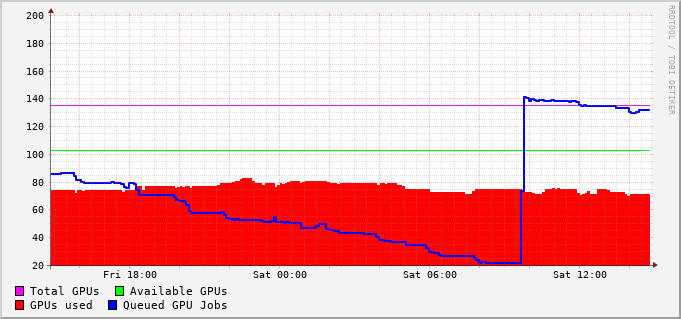 200
180
160
140
120
100
80
60
40
20
Fri 18:00 Sat 00:00 Sat 06:00 Sat 12:00
Total GPUs Available GPUs
GPUs used Queued GPU Jobs
RRDTOOL / TOBI OETIKER